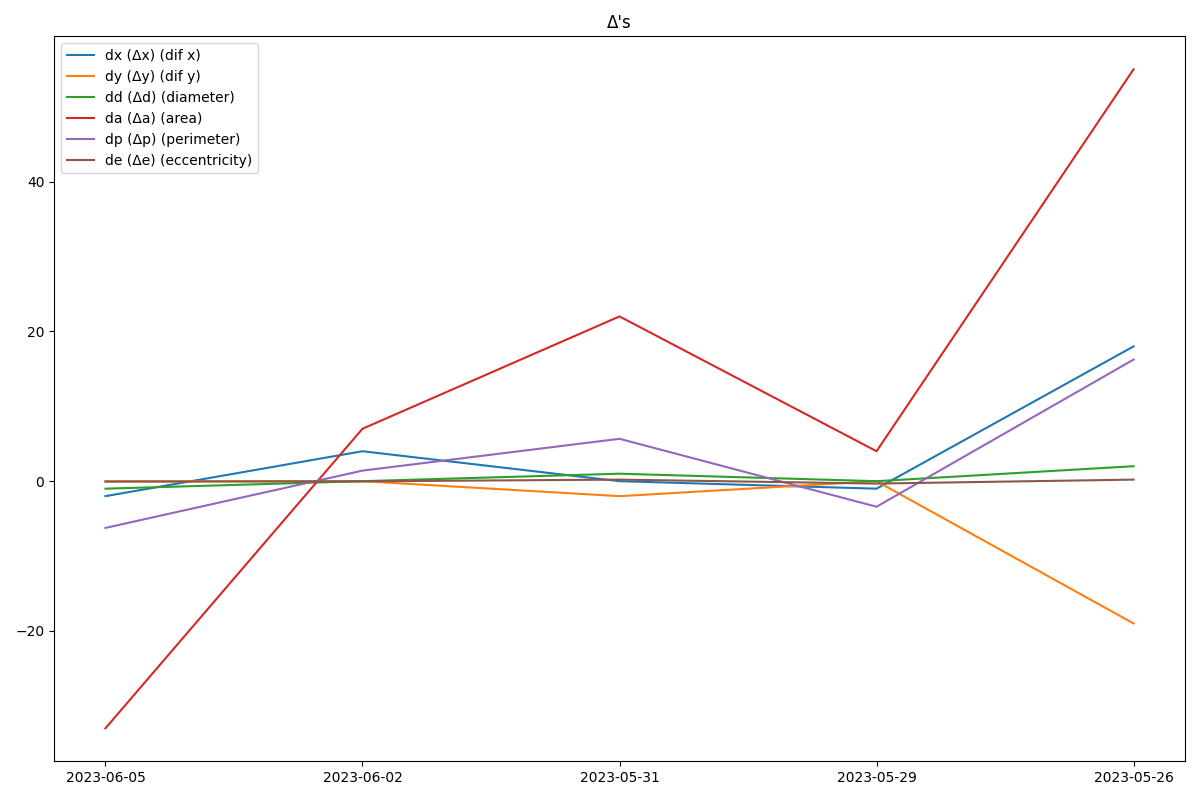 Δ's
dx (Δx) (dif x)
dy (Δy) (dif y)
dd (Δd) (diameter)
da (Δa) (area)
dp (Δp) (perimeter)
de (Δe) (eccentricity)
40
20
0
−20
2023-06-05 2023-06-02 2023-05-31 2023-05-29 2023-05-26